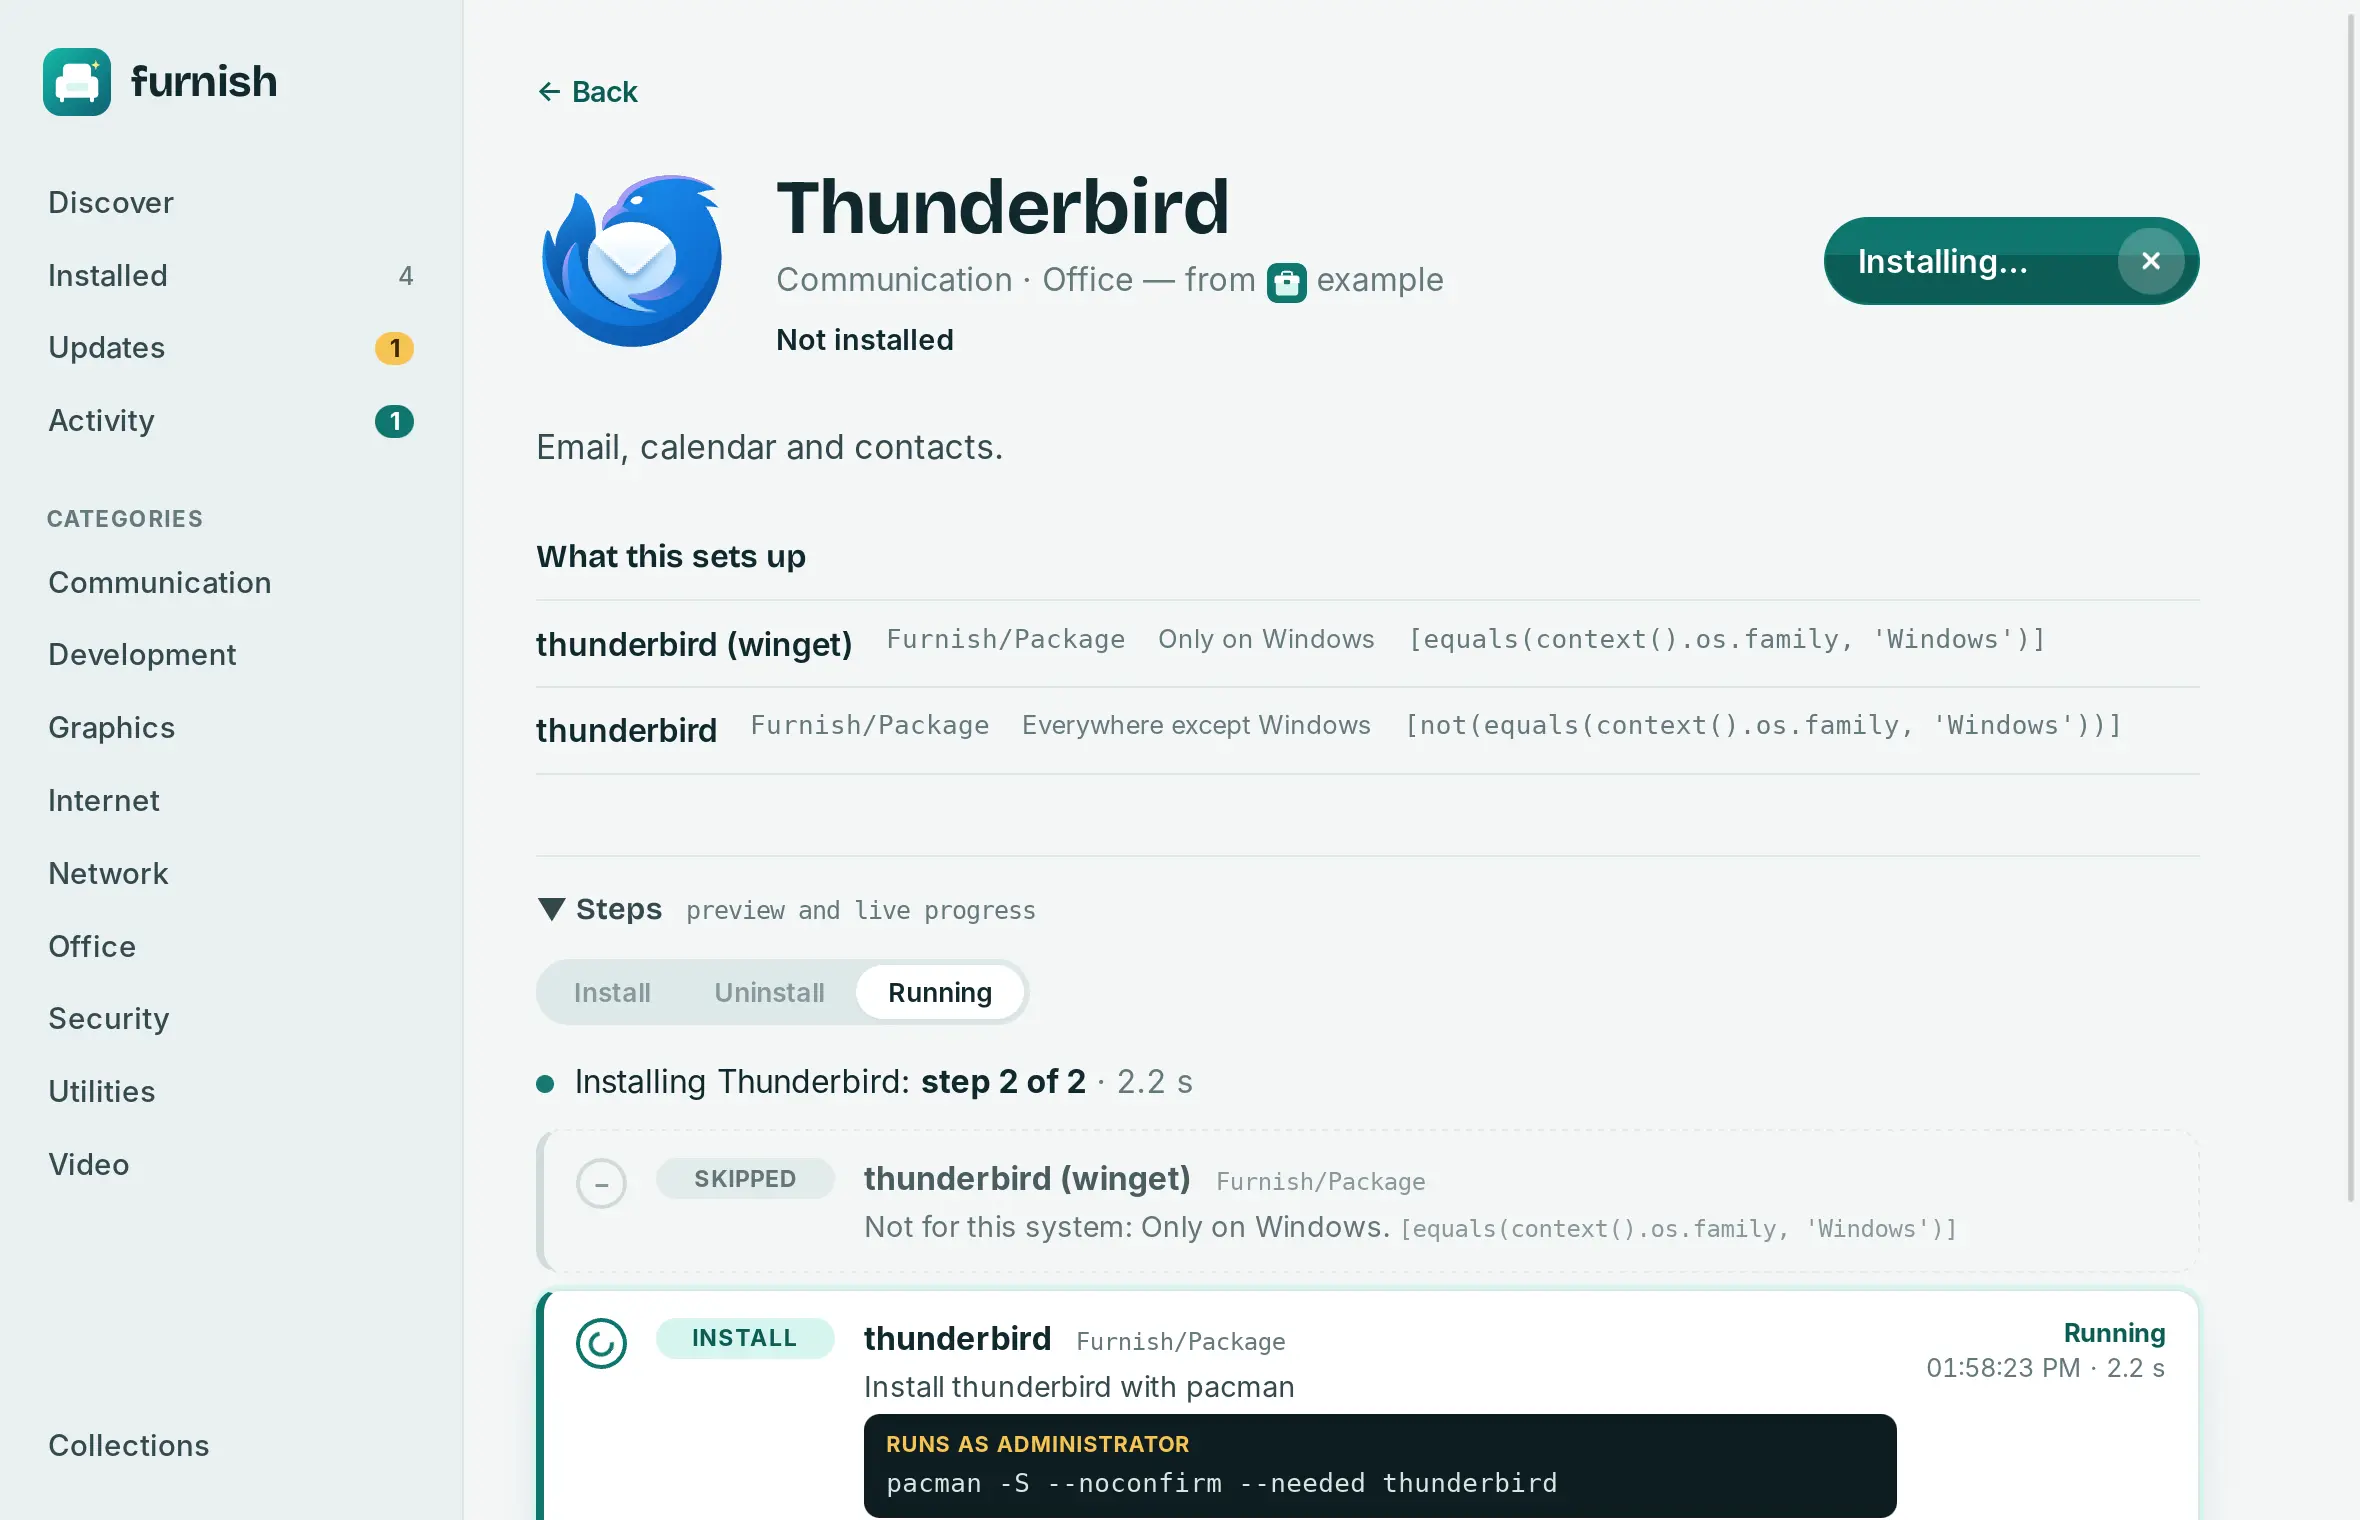 furnish
Discover
Installed 4
Updates 1
Activity 1
CATEGORIES
Communication
Development
Graphics
Internet
Network
Office
Security
Utilities
Video
Collections
← Back
Thunderbird
Communication · Office — from example
Not installed
Installing... ×
Email, calendar and contacts.
What this sets up
thunderbird (winget) Furnish/Package Only on Windows [equals(context().os.family, 'Windows')]
thunderbird Furnish/Package Everywhere except Windows [not(equals(context().os.family, 'Windows'))]
▼ Steps preview and live progress
Install Uninstall Running
Installing Thunderbird: step 2 of 2 · 2.2 s
– SKIPPED thunderbird (winget) Furnish/Package
Not for this system: Only on Windows. [equals(context().os.family, 'Windows')]
INSTALL thunderbird Furnish/Package Running
01:58:23 PM · 2.2 s
Install thunderbird with pacman
RUNS AS ADMINISTRATOR
pacman -S --noconfirm --needed thunderbird